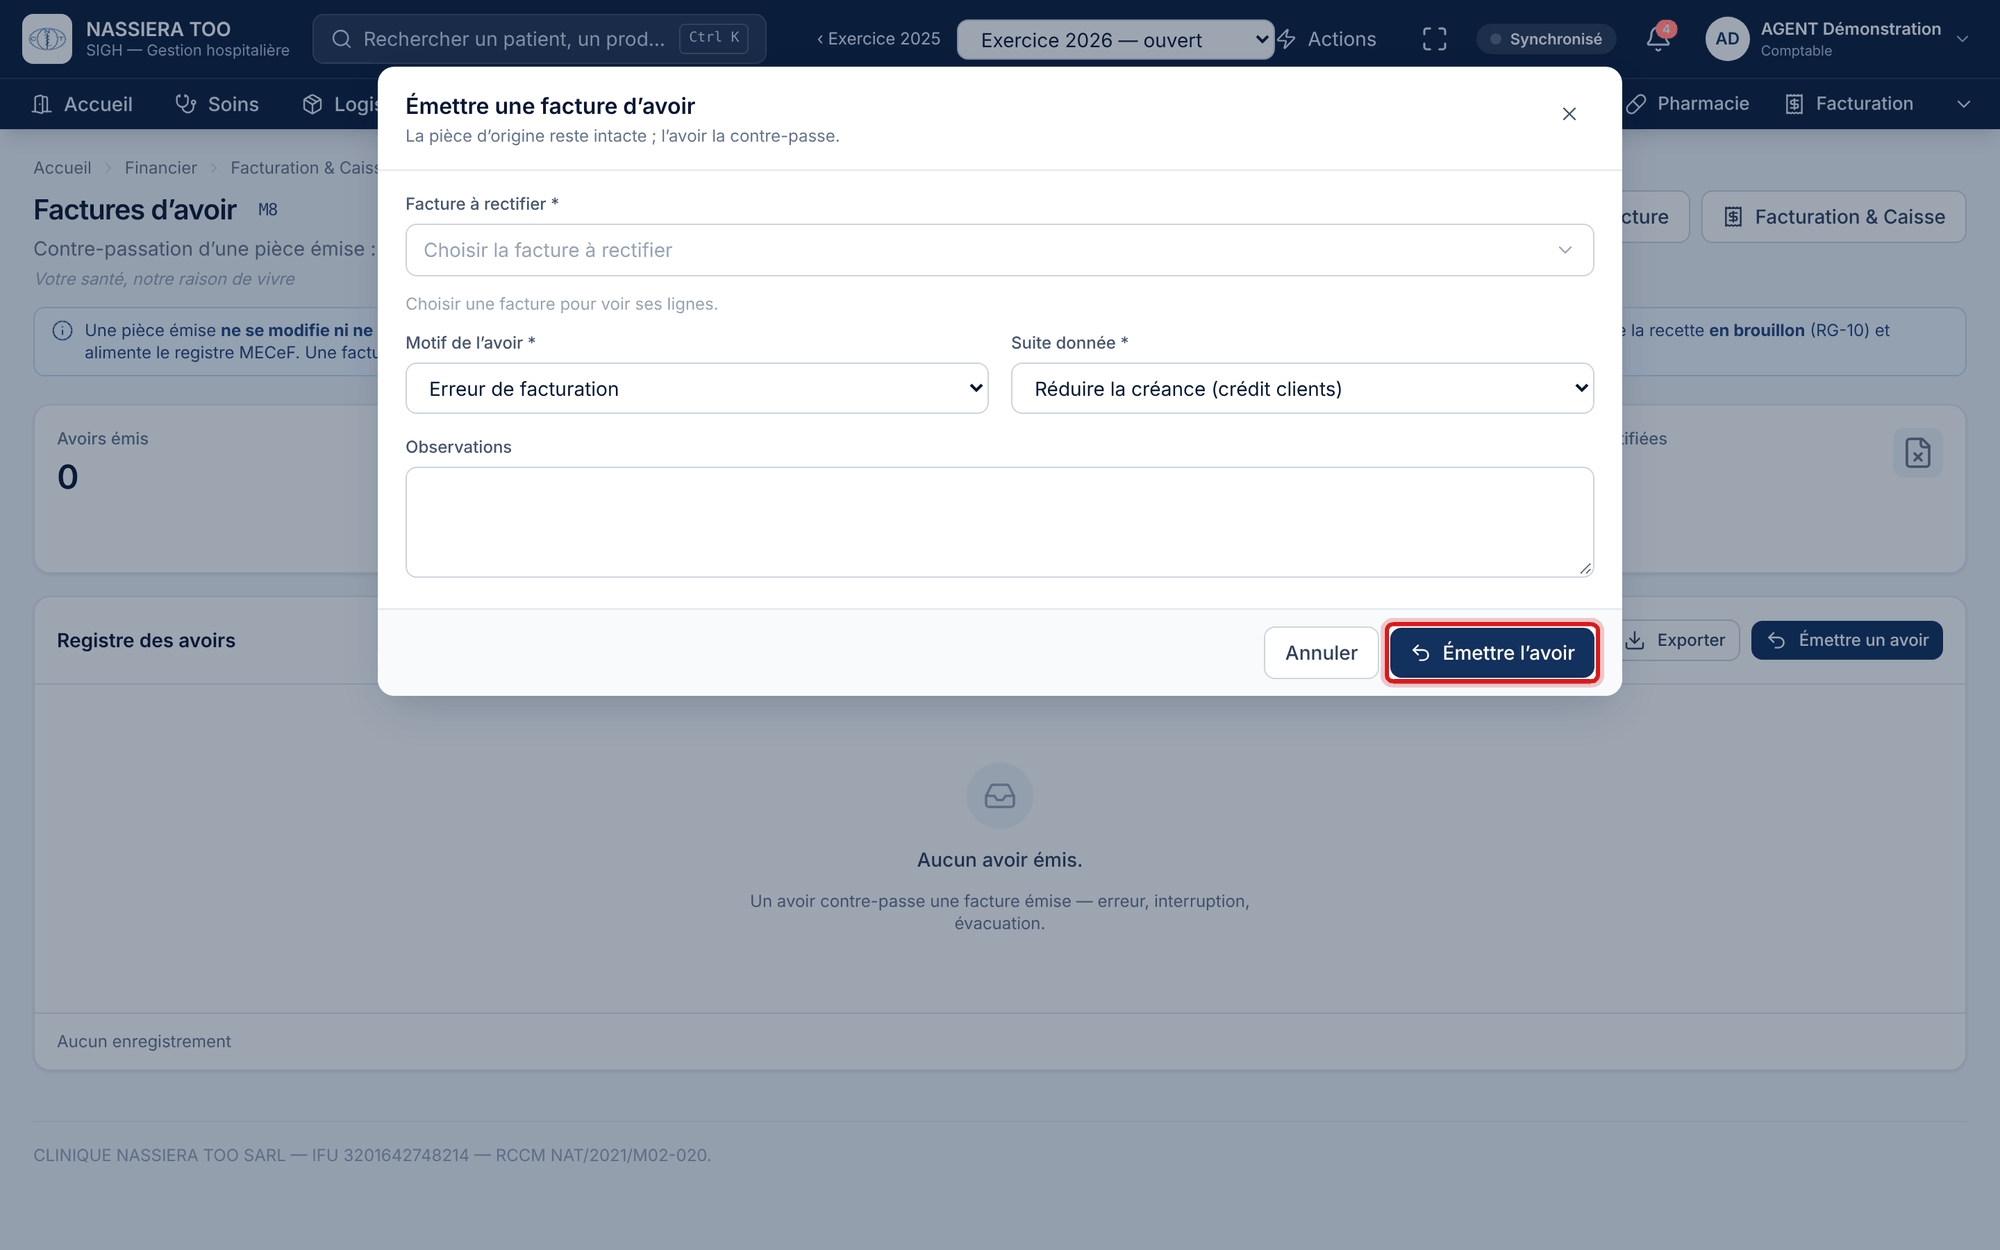 NASSIERA TOO
SIGH — Gestion hospitalière
Rechercher un patient, un prod... Ctrl K
‹ Exercice 2025
Exercice 2026 — ouvert
Actions
Synchronisé
4
AD
AGENT Démonstration
Comptable
Accueil
Soins
Logis
Pharmacie
Facturation
Émettre une facture d’avoir
La pièce d’origine reste intacte ; l’avoir la contre-passe.
Accueil > Financier > Facturation & Caiss
Factures d’avoir M8
Contre-passation d’une pièce émise :
Votre santé, notre raison de vivre
cture
Facturation & Caisse
Facture à rectifier *
Choisir la facture à rectifier
Choisir une facture pour voir ses lignes.
Une pièce émise ne se modifie ni ne
la recette en brouillon (RG-10) et
alimente le registre MECeF. Une factu
Motif de l’avoir *
Erreur de facturation
Suite donnée *
Réduire la créance (crédit clients)
Observations
Avoirs émis
0
tifiées
Annuler
Émettre l’avoir
Registre des avoirs
Exporter
Émettre un avoir
Aucun avoir émis.
Un avoir contre-passe une facture émise — erreur, interruption,
évacuation.
Aucun enregistrement
CLINIQUE NASSIERA TOO SARL — IFU 3201642748214 — RCCM NAT/2021/M02-020.